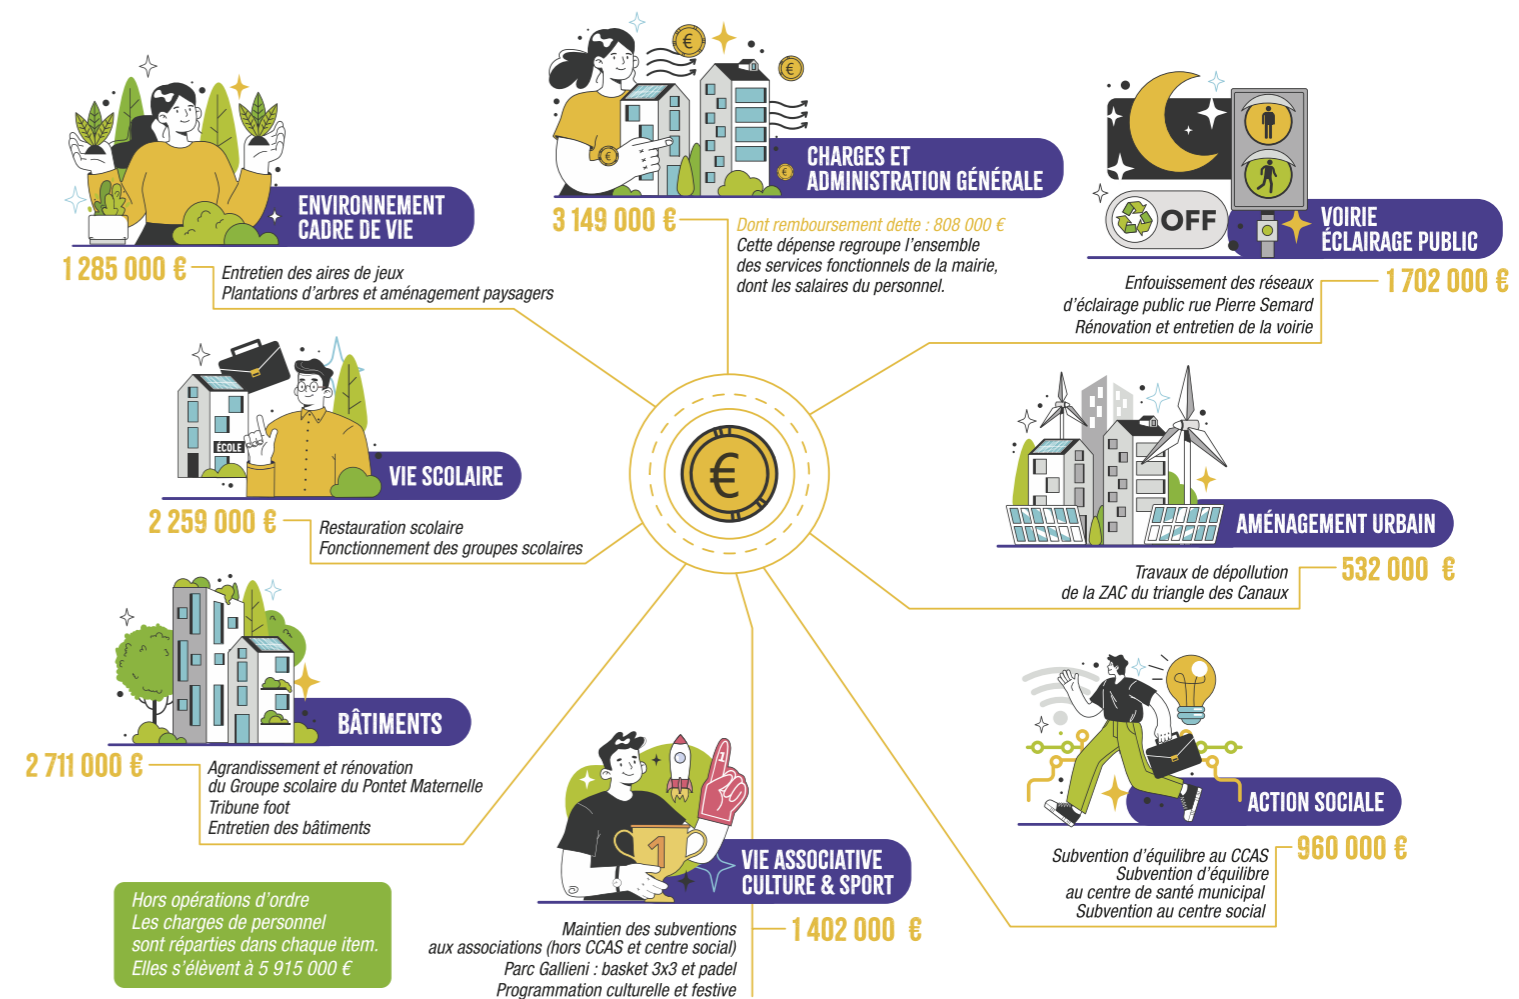 ENVIRONNEMENT
CADRE DE VIE
1 285 000 €
Entretien des aires de jeux
Plantations d'arbres et aménagement paysagers
€
€
€
€
CHARGES ET
ADMINISTRATION GÉNÉRALE
3 149 000 €
Dont remboursement dette : 808 000 €
Cette dépense regroupe l'ensemble
des services fonctionnels de la mairie,
dont les salaires du personnel.
OFF
VOIRIE
ÉCLAIRAGE PUBLIC
1 702 000 €
Enfouissement des réseaux
d'éclairage public rue Pierre Semard
Rénovation et entretien de la voirie
ÉCOLE
VIE SCOLAIRE
2 259 000 €
Restauration scolaire
Fonctionnement des groupes scolaires
€
AMÉNAGEMENT URBAIN
532 000 €
Travaux de dépollution
de la ZAC du triangle des Canaux
BÂTIMENTS
2 711 000 €
Agrandissement et rénovation
du Groupe scolaire du Pontet Maternelle
Tribune foot
Entretien des bâtiments
1
1
VIE ASSOCIATIVE
CULTURE & SPORT
1 402 000 €
Maintien des subventions
aux associations (hors CCAS et centre social)
Parc Gallieni : basket 3x3 et padel
Programmation culturelle et festive
ACTION SOCIALE
960 000 €
Subvention d'équilibre au CCAS
Subvention d'équilibre
au centre de santé municipal
Subvention au centre social
Hors opérations d'ordre
Les charges de personnel
sont réparties dans chaque item.
Elles s'élèvent à 5 915 000 €